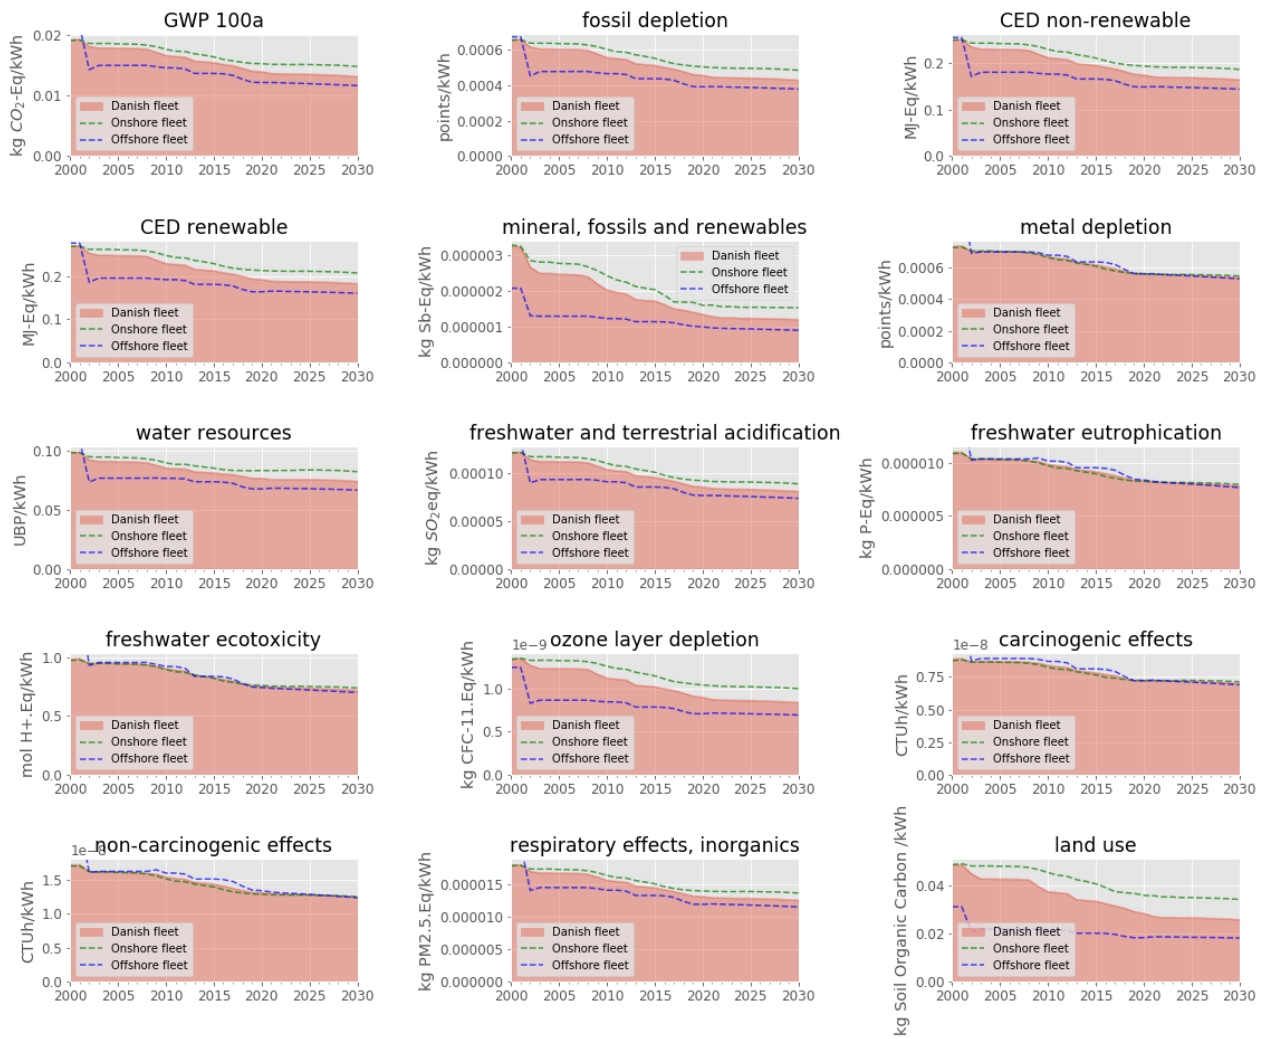 GWP 100a
kg CO₂-Eq/kWh
0.02
0.01
0.00
Danish fleet
Onshore fleet
Offshore fleet
2000 2005 2010 2015 2020 2025 2030
fossil depletion
points/kWh
0.0006
0.0004
0.0002
0.0000
Danish fleet
Onshore fleet
Offshore fleet
2000 2005 2010 2015 2020 2025 2030
CED non-renewable
MJ-Eq/kWh
0.2
0.1
0.0
Danish fleet
Onshore fleet
Offshore fleet
2000 2005 2010 2015 2020 2025 2030
CED renewable
MJ-Eq/kWh
0.2
0.1
0.0
Danish fleet
Onshore fleet
Offshore fleet
2000 2005 2010 2015 2020 2025 2030
mineral, fossils and renewables
kg Sb-Eq/kWh
0.000003
0.000002
0.000001
0.000000
Danish fleet
Onshore fleet
Offshore fleet
2000 2005 2010 2015 2020 2025 2030
metal depletion
points/kWh
0.0006
0.0004
0.0002
0.0000
Danish fleet
Onshore fleet
Offshore fleet
2000 2005 2010 2015 2020 2025 2030
water resources
UBP/kWh
0.10
0.05
0.00
Danish fleet
Onshore fleet
Offshore fleet
2000 2005 2010 2015 2020 2025 2030
freshwater and terrestrial acidification
kg SO₂eq/kWh
0.00010
0.00005
0.00000
Danish fleet
Onshore fleet
Offshore fleet
2000 2005 2010 2015 2020 2025 2030
freshwater eutrophication
kg P-Eq/kWh
0.000010
0.000005
0.000000
Danish fleet
Onshore fleet
Offshore fleet
2000 2005 2010 2015 2020 2025 2030
freshwater ecotoxicity
mol H+.Eq/kWh
1.0
0.5
0.0
Danish fleet
Onshore fleet
Offshore fleet
2000 2005 2010 2015 2020 2025 2030
1e−9 ozone layer depletion
kg CFC-11.Eq/kWh
1.0
0.5
0.0
Danish fleet
Onshore fleet
Offshore fleet
2000 2005 2010 2015 2020 2025 2030
1e−8 carcinogenic effects
CTUh/kWh
0.75
0.50
0.25
0.00
Danish fleet
Onshore fleet
Offshore fleet
2000 2005 2010 2015 2020 2025 2030
1e−8 non-carcinogenic effects
CTUh/kWh
1.5
1.0
0.5
0.0
Danish fleet
Onshore fleet
Offshore fleet
2000 2005 2010 2015 2020 2025 2030
respiratory effects, inorganics
kg PM2.5.Eq/kWh
0.000015
0.000010
0.000005
0.000000
Danish fleet
Onshore fleet
Offshore fleet
2000 2005 2010 2015 2020 2025 2030
land use
kg Soil Organic Carbon /kWh
0.04
0.02
0.00
Danish fleet
Onshore fleet
Offshore fleet
2000 2005 2010 2015 2020 2025 2030